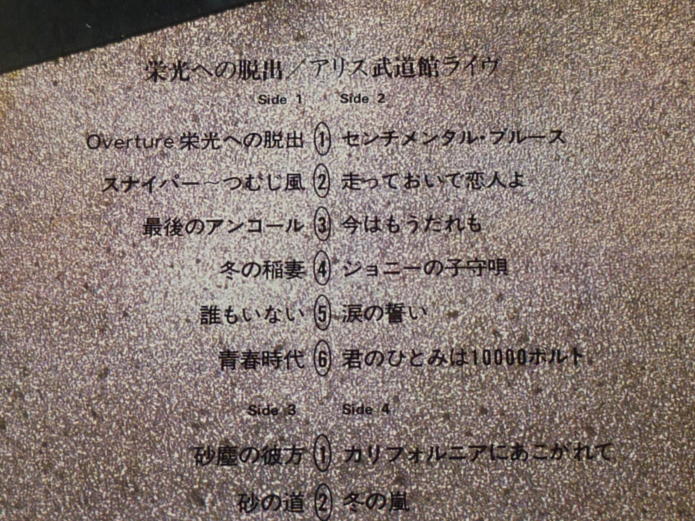 栄光への脱出／アリス武道館ライヴ
Side 1 Side 2
Overture 栄光への脱出 ① センチメンタル・ブルース
スナイパー～つむじ風 ② 走っておいで恋人よ
最後のアンコール ③ 今はもうだれも
冬の稲妻 ④ ジョニーの子守唄
誰もいない ⑤ 涙の誓い
青春時代 ⑥ 君のひとみは10000ボルト
Side 3 Side 4
砂塵の彼方 ① カリフォルニアにあこがれて
砂の道 ② 冬の嵐